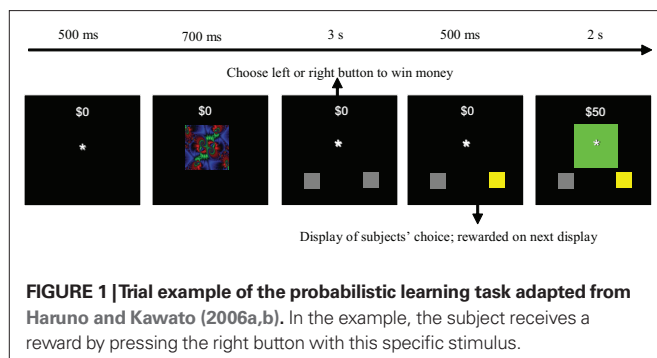 500 ms 700 ms 3 s 500 ms 2 s
Choose left or right button to win money
$0 $0 $0 $0 $50
* * * *
Display of subjects' choice; rewarded on next display
FIGURE 1 | Trial example of the probabilistic learning task adapted from
Haruno and Kawato (2006a,b). In the example, the subject receives a
reward by pressing the right button with this specific stimulus.